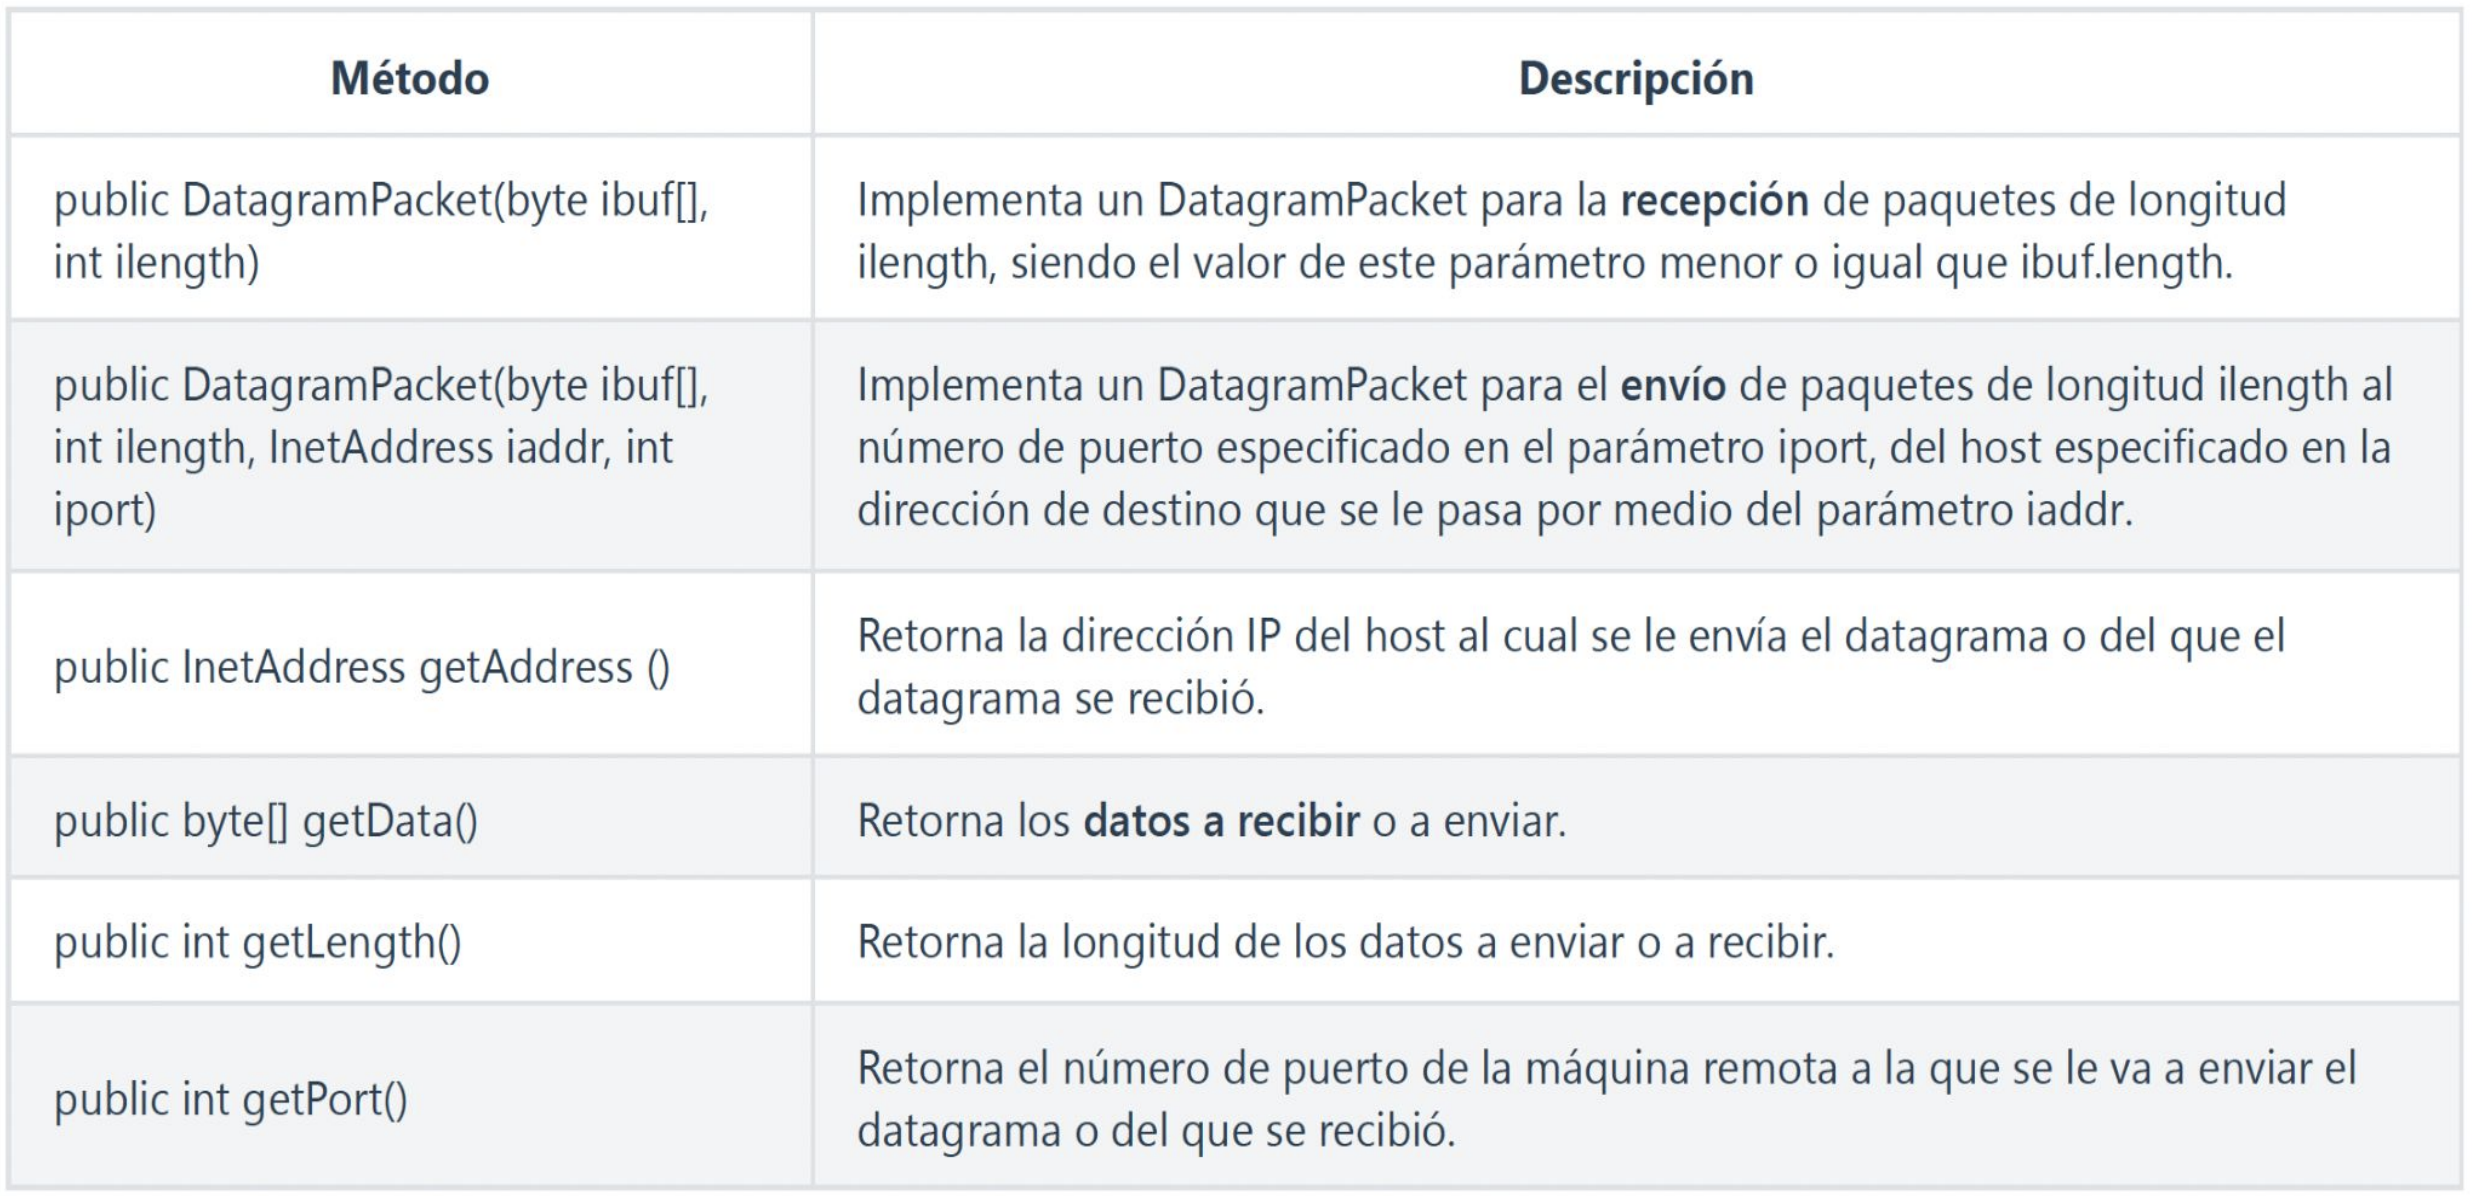 Método
Descripción
public DatagramPacket(byte ibuf[],
int ilength)
Implementa un DatagramPacket para la recepción de paquetes de longitud
ilength, siendo el valor de este parámetro menor o igual que ibuf.length.
public DatagramPacket(byte ibuf[],
int ilength, InetAddress iaddr, int
iport)
Implementa un DatagramPacket para el envío de paquetes de longitud ilength al
número de puerto especificado en el parámetro iport, del host especificado en la
dirección de destino que se le pasa por medio del parámetro iaddr.
public InetAddress getAddress ()
Retorna la dirección IP del host al cual se le envía el datagrama o del que el
datagrama se recibió.
public byte[] getData()
Retorna los datos a recibir o a enviar.
public int getLength()
Retorna la longitud de los datos a enviar o a recibir.
public int getPort()
Retorna el número de puerto de la máquina remota a la que se le va a enviar el
datagrama o del que se recibió.